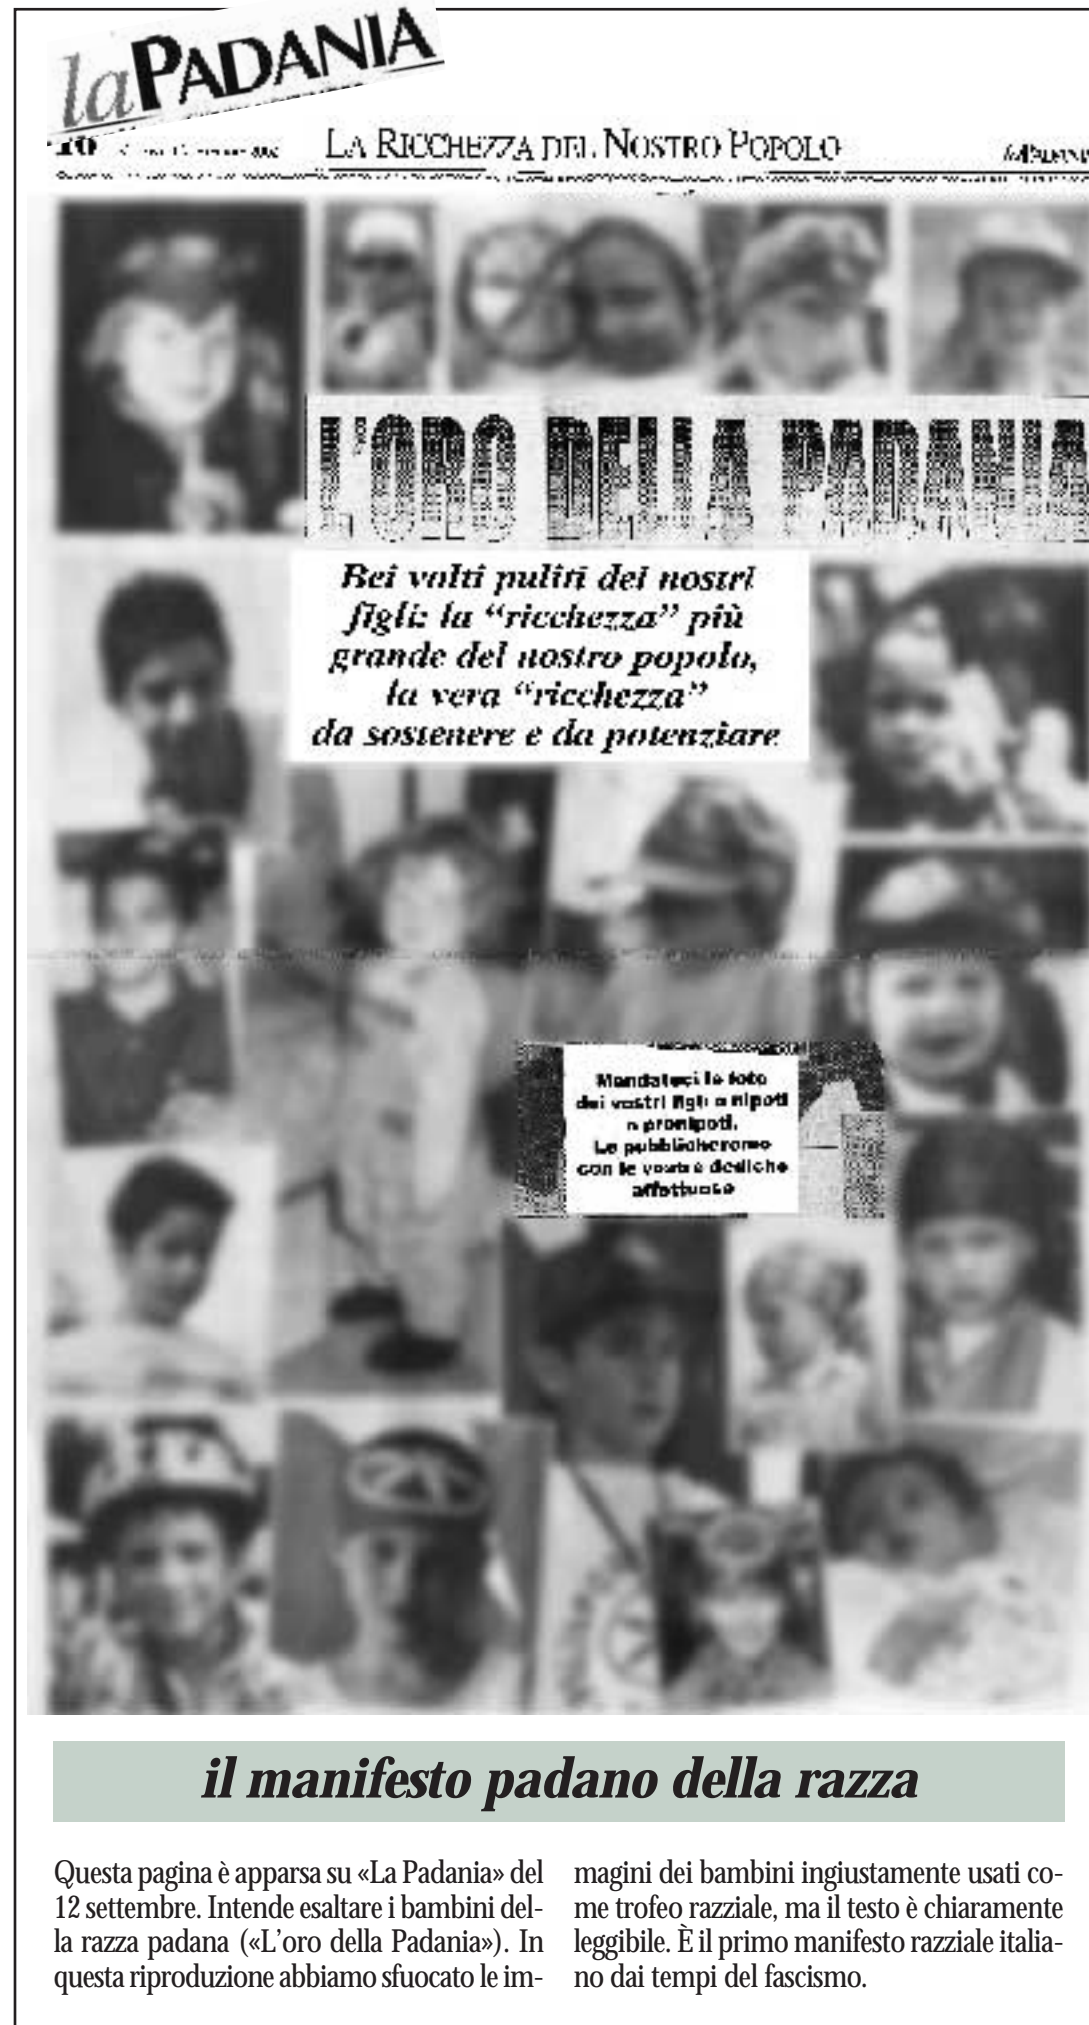 la PADANIA
10
LA RICCHEZZA DEL NOSTRO POPOLO
la PADANIA
L'ORO DELLA PADANIA
Bei volti puliti dei nostri
figli: la “ricchezza” più
grande del nostro popolo,
la vera “ricchezza”
da sostenere e da potenziare
Mandateci le foto
dei vostri figli o nipoti
o pronipoti.
Le pubblicheremo
con le vostre dediche
affettuose
il manifesto padano della razza
Questa pagina è apparsa su «La Padania» del
12 settembre. Intende esaltare i bambini del-
la razza padana («L'oro della Padania»). In
questa riproduzione abbiamo sfuocato le im-
magini dei bambini ingiustamente usati co-
me trofeo razziale, ma il testo è chiaramente
leggibile. È il primo manifesto razziale italia-
no dai tempi del fascismo.